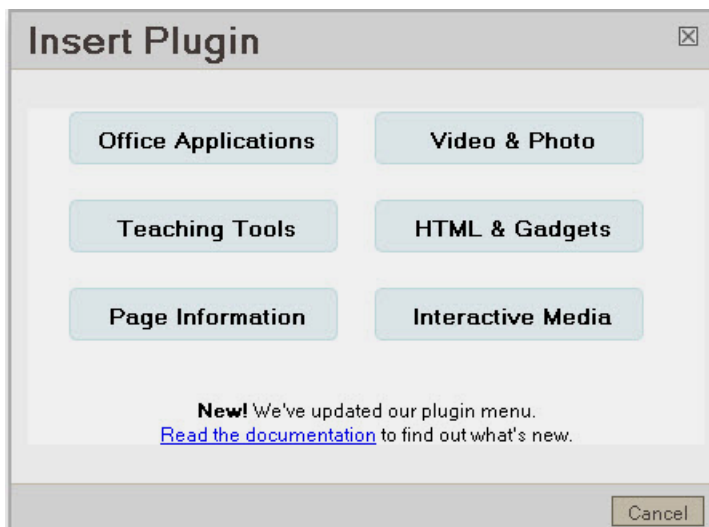 Insert Plugin
Office Applications
Video & Photo
Teaching Tools
HTML & Gadgets
Page Information
Interactive Media
New! We've updated our plugin menu.
Read the documentation to find out what's new.
Cancel